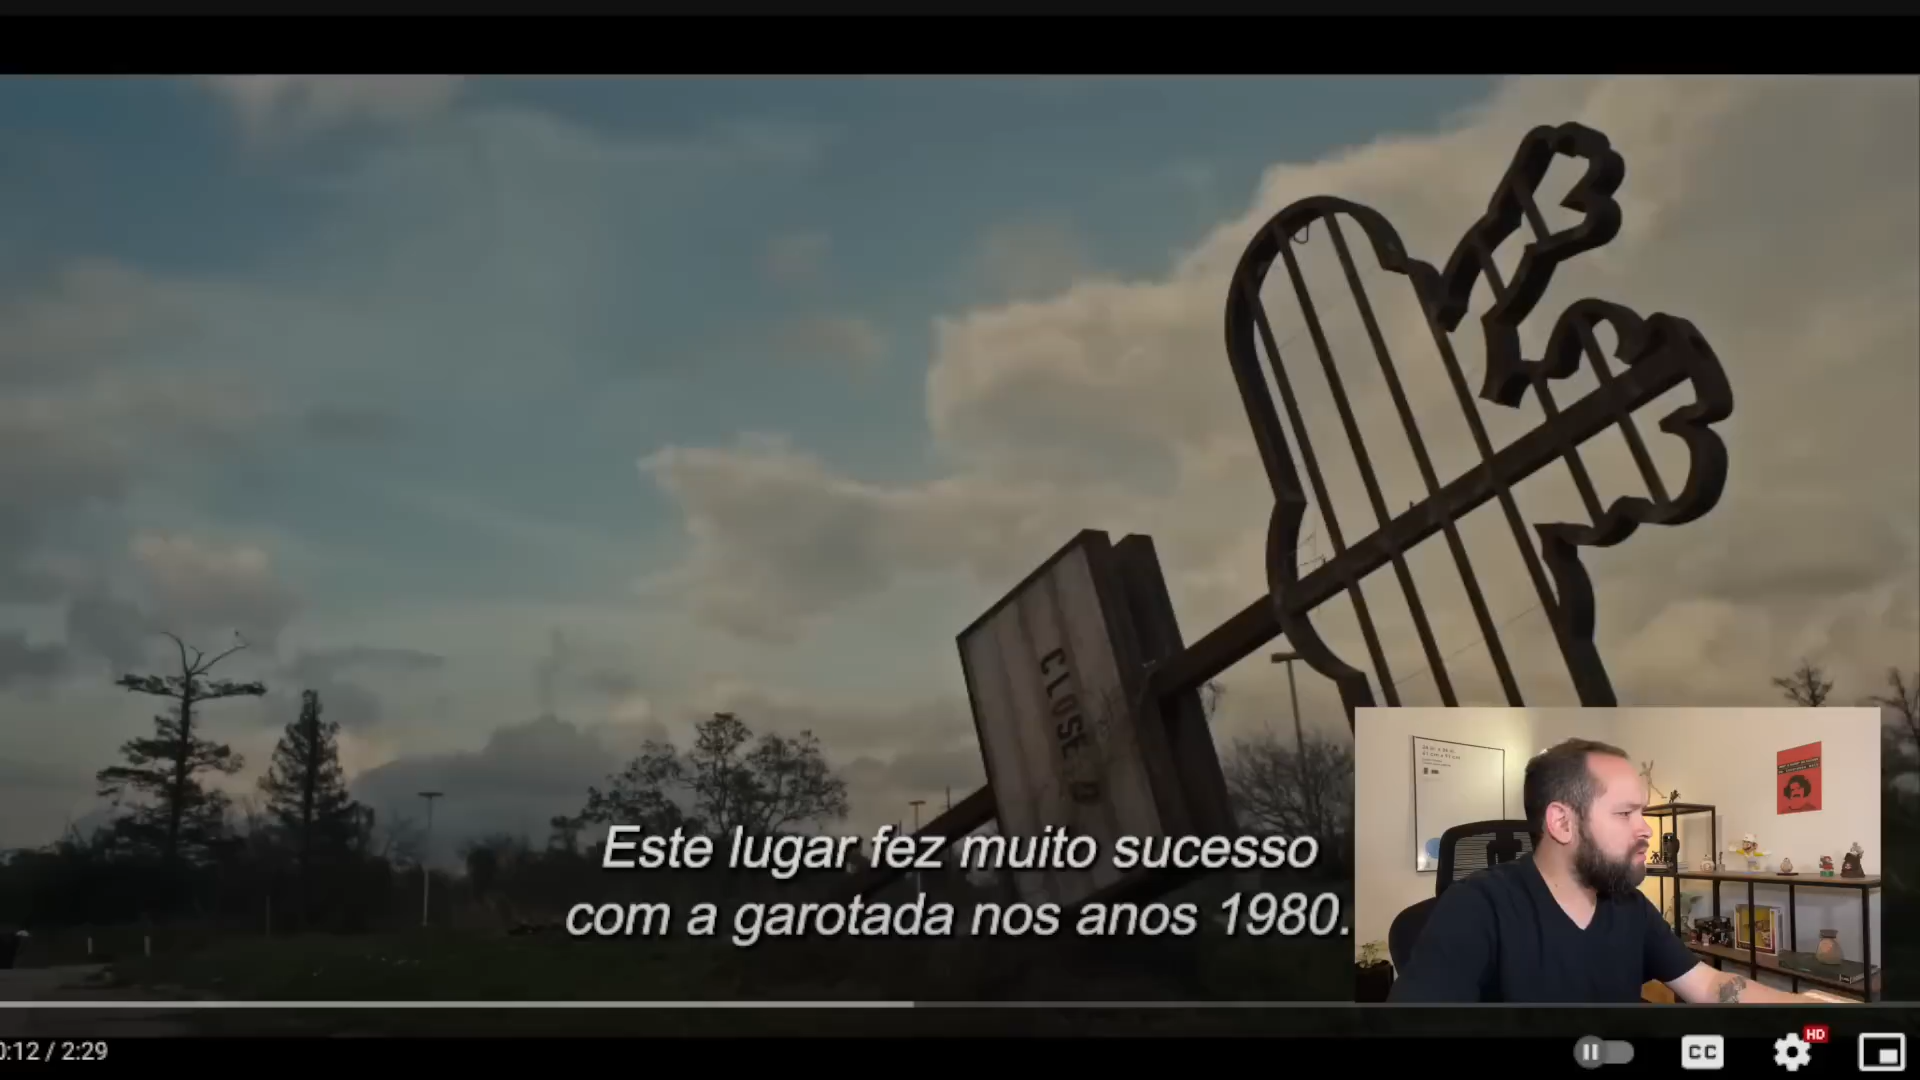 CLOSED
Este lugar fez muito sucesso
com a garotada nos anos 1980.
0:12 / 2:29
CC
HD